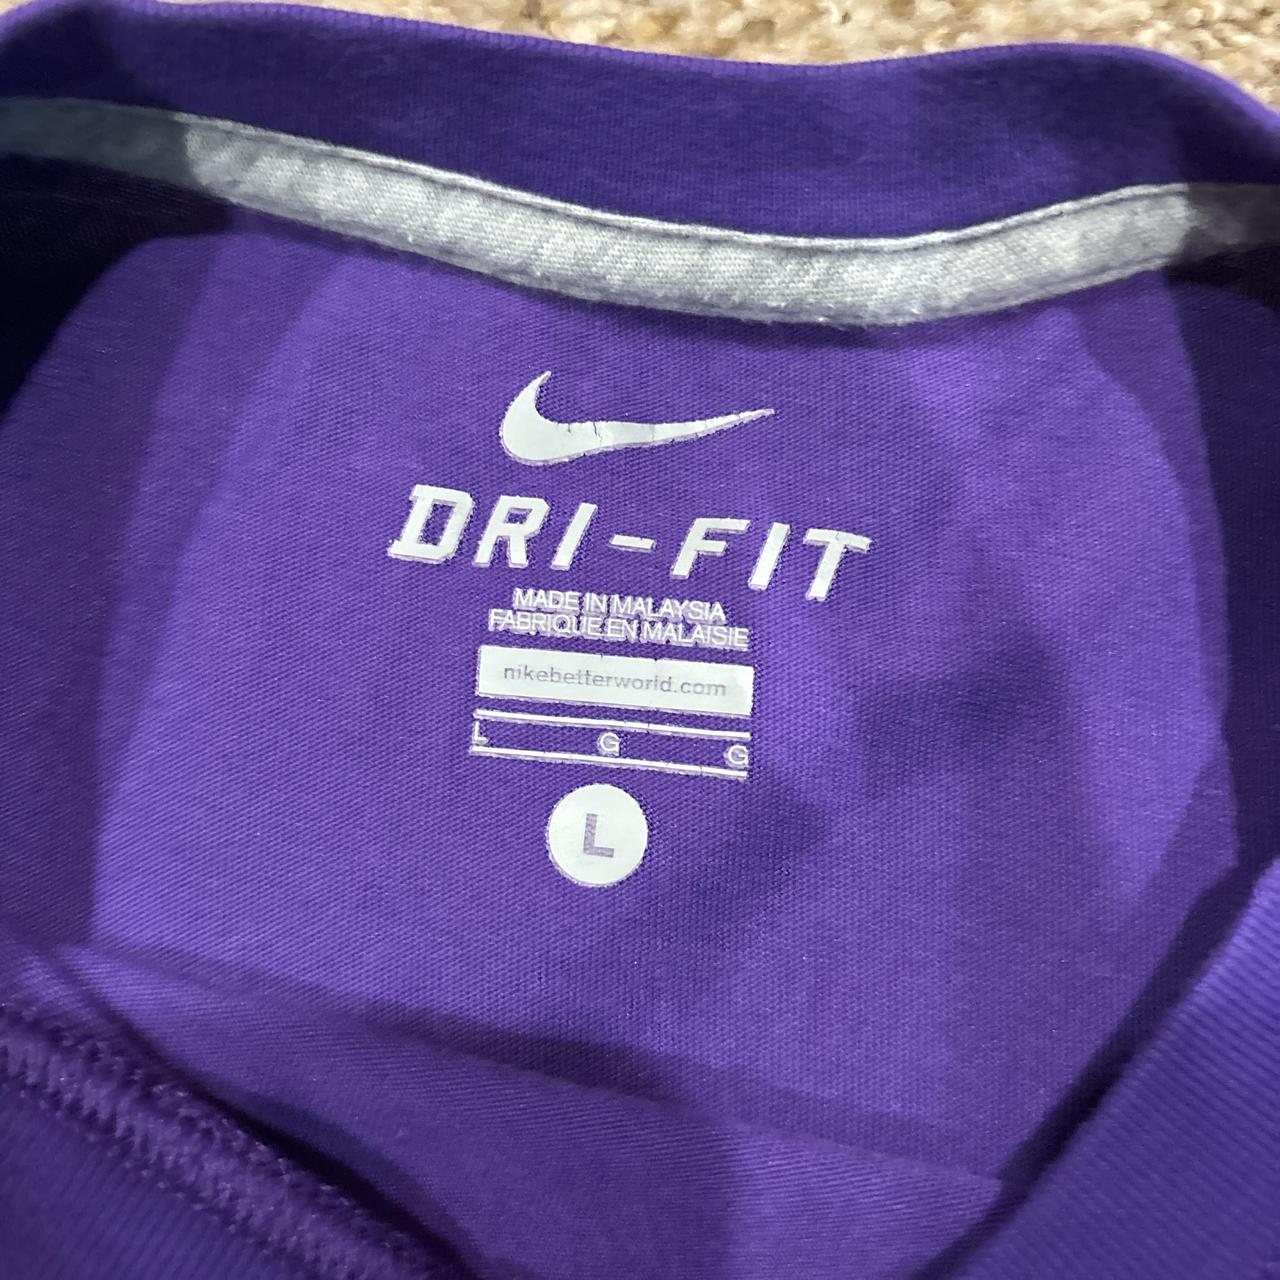 DRI-FIT
MADE IN MALAYSIA
FABRIQUE EN MALAISIE
nikebetterworld.com
L G G
L